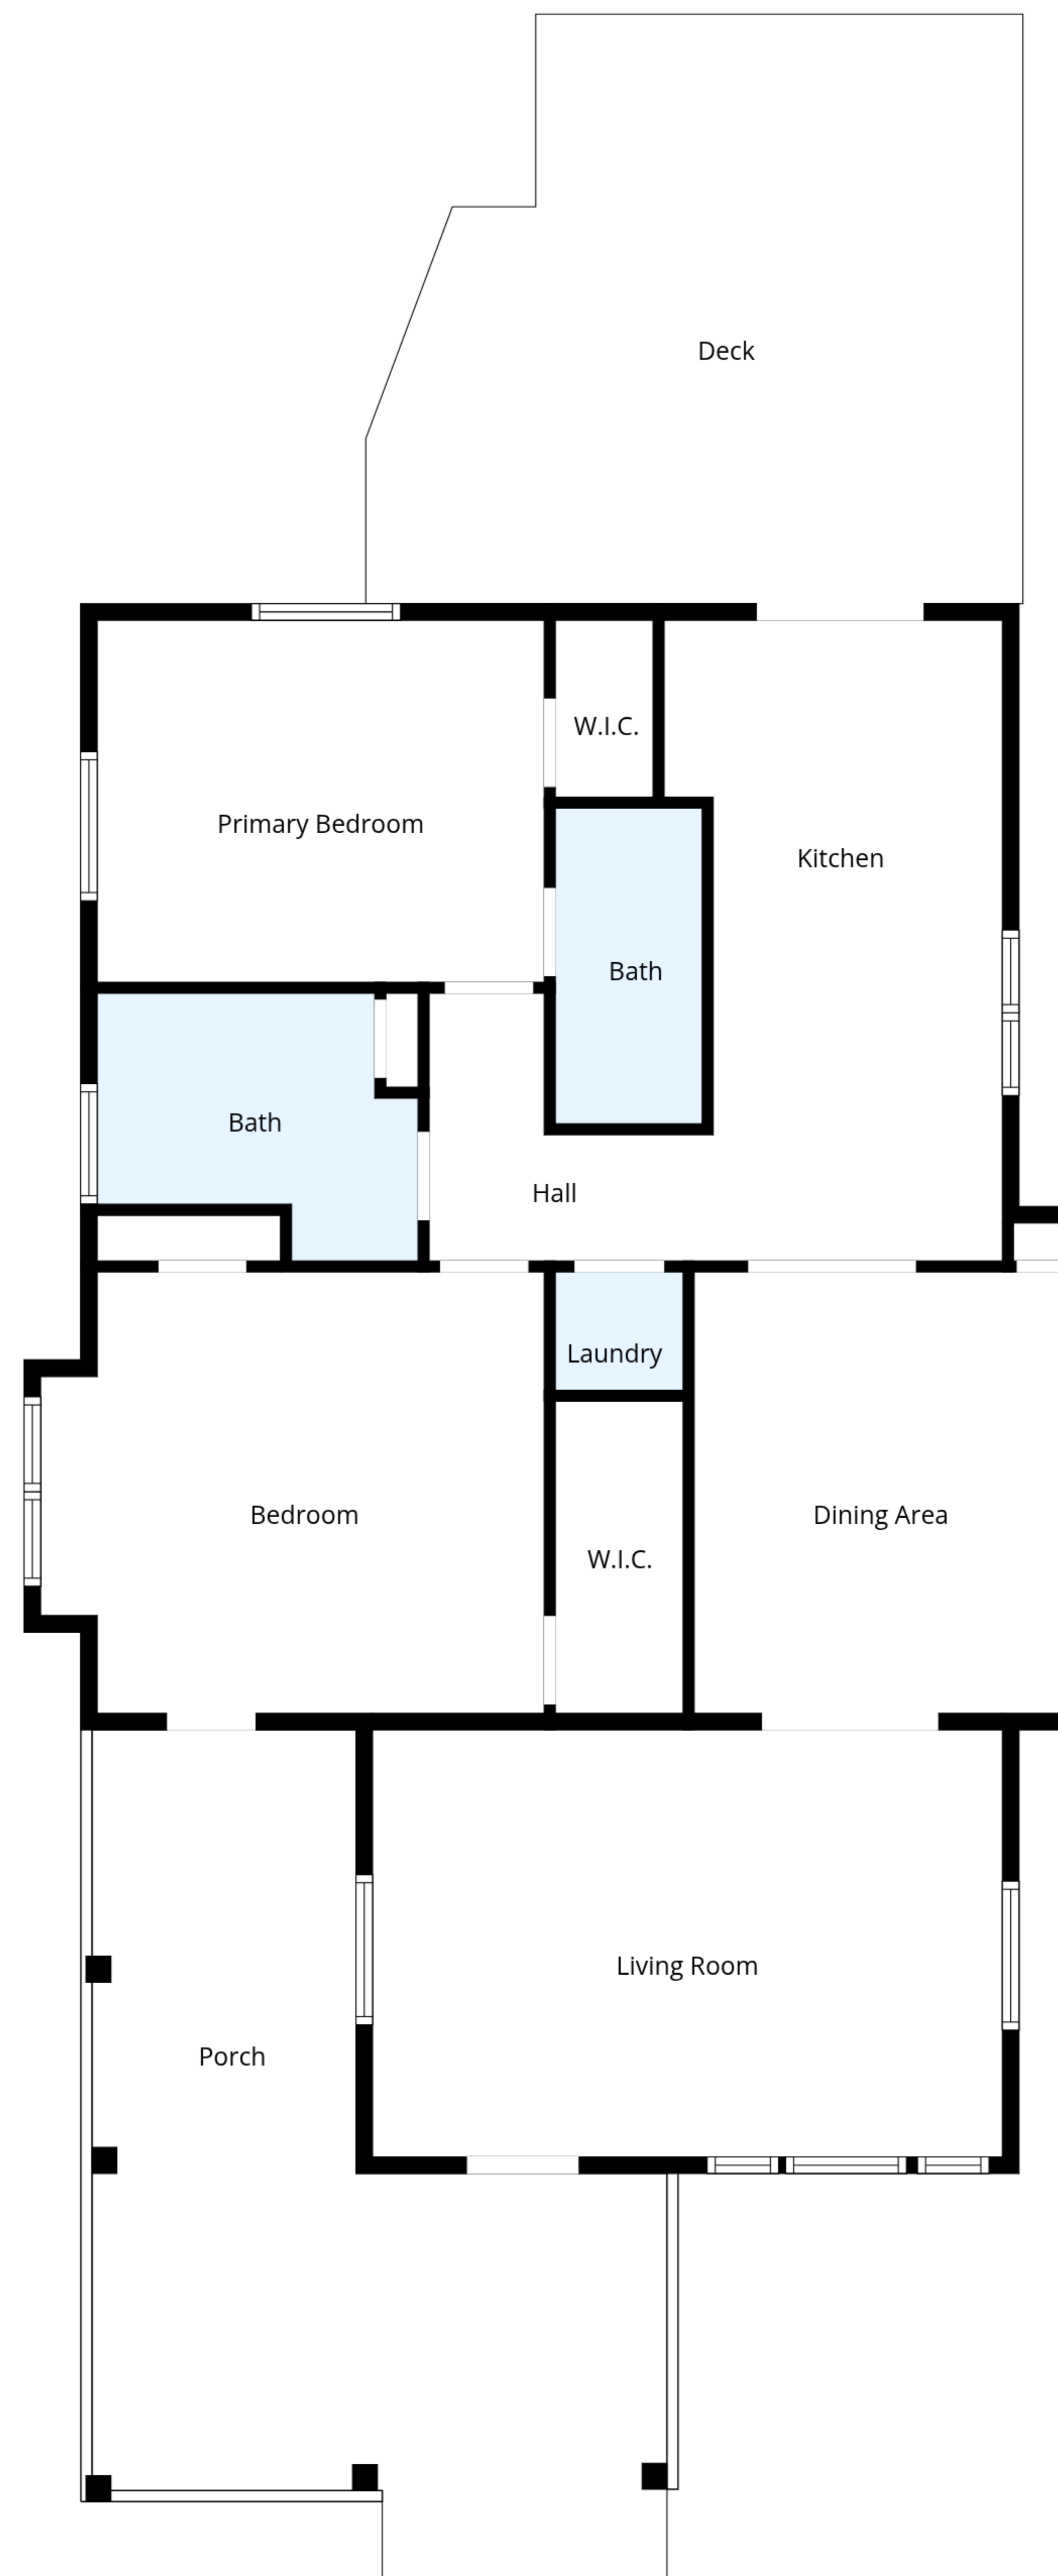 Deck
W.I.C.
Primary Bedroom
Kitchen
Bath
Bath
Hall
Laundry
Bedroom
Dining Area
W.I.C.
Living Room
Porch